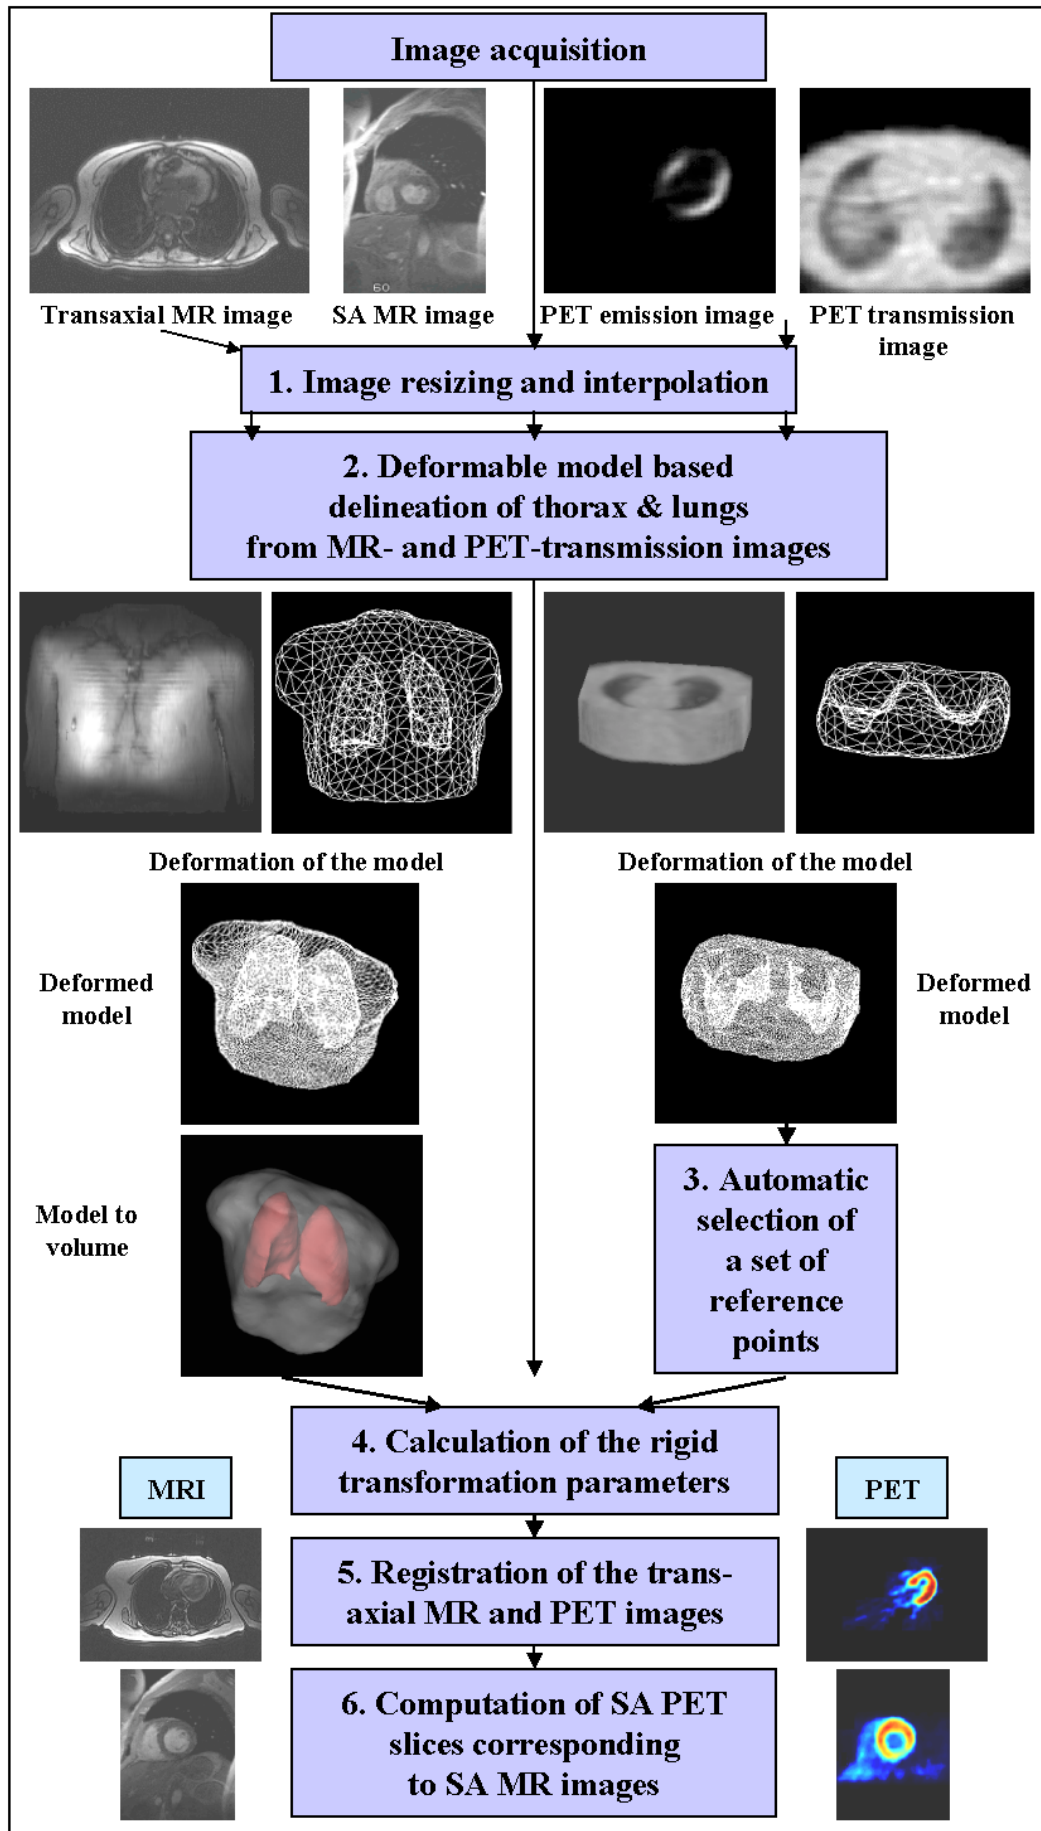 Image acquisition
60
Transaxial MR image
SA MR image
PET emission image
PET transmission
image
1. Image resizing and interpolation
2. Deformable model based
delineation of thorax & lungs
from MR- and PET-transmission images
Deformation of the model
Deformation of the model
Deformed
model
Deformed
model
Model to
volume
3. Automatic
selection of
a set of
reference
points
4. Calculation of the rigid
transformation parameters
MRI
PET
5. Registration of the trans-
axial MR and PET images
6. Computation of SA PET
slices corresponding
to SA MR images